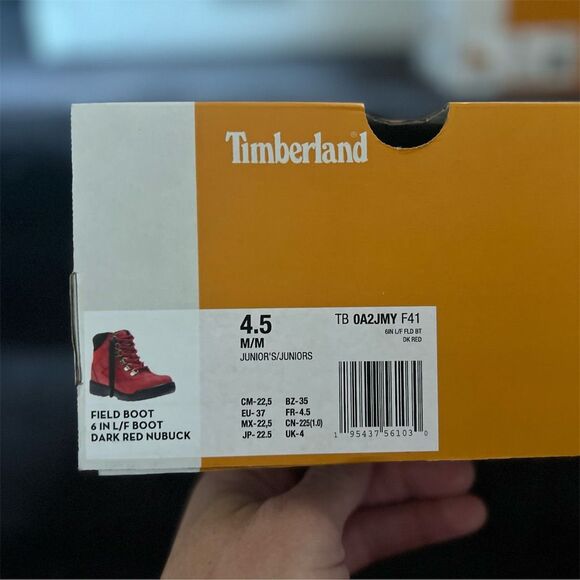 Timberland®
4.5
M/M
JUNIOR'S/JUNIORS
TB 0A2JMY F41
6IN L/F FLD BT
DK RED
CM-22,5 BZ-35
EU- 37 FR-4.5
MX-22,5 CN-225(1.0)
JP- 22.5 UK-4
1 95437 56103 0
FIELD BOOT
6 IN L/F BOOT
DARK RED NUBUCK